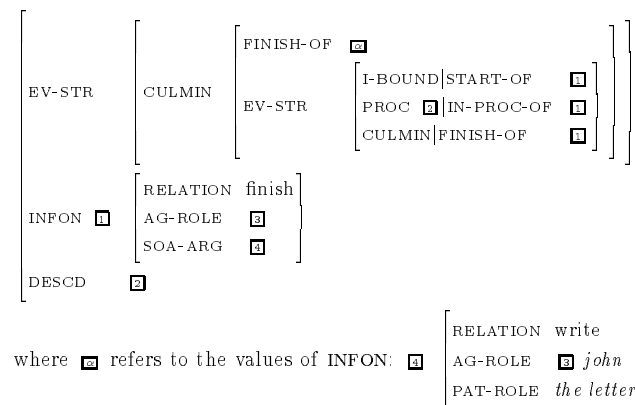 FINISH-OF α
I-BOUND|START-OF 1
EV-STR CULMIN EV-STR PROC 2|IN-PROC-OF 1
CULMIN|FINISH-OF 1
RELATION finish
INFON 1 AG-ROLE 3
SOA-ARG 4
DESCD 2
RELATION write
where α refers to the values of INFON: 4 AG-ROLE 3 john
PAT-ROLE the letter